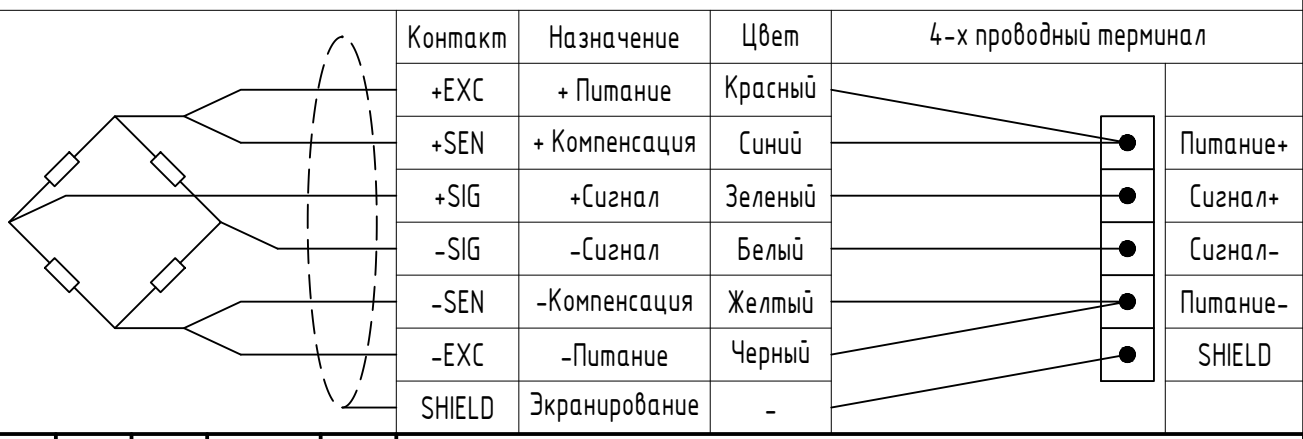 Контакт Назначение Цвет 4-х проводный терминал
+EXC + Питание Красный
+SEN + Компенсация Синий Питание+
+SIG +Сигнал Зеленый Сигнал+
-SIG -Сигнал Белый Сигнал-
-SEN -Компенсация Желтый Питание-
-EXC -Питание Черный SHIELD
SHIELD Экранирование -